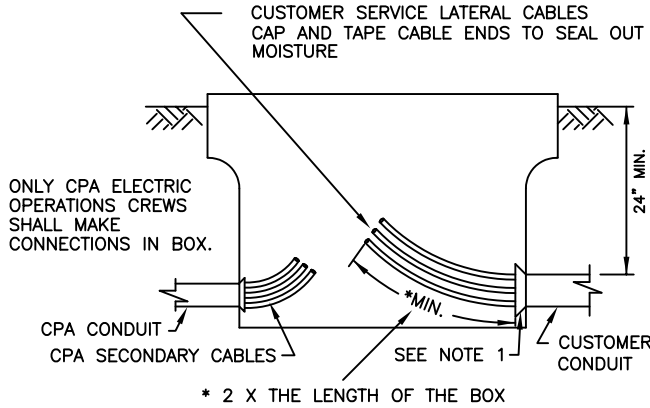 CUSTOMER SERVICE LATERAL CABLES
CAP AND TAPE CABLE ENDS TO SEAL OUT
MOISTURE
24" MIN.
ONLY CPA ELECTRIC
OPERATIONS CREWS
SHALL MAKE
CONNECTIONS IN BOX.
*MIN.
CPA CONDUIT
CPA SECONDARY CABLES
SEE NOTE 1
CUSTOMER
CONDUIT
* 2 X THE LENGTH OF THE BOX